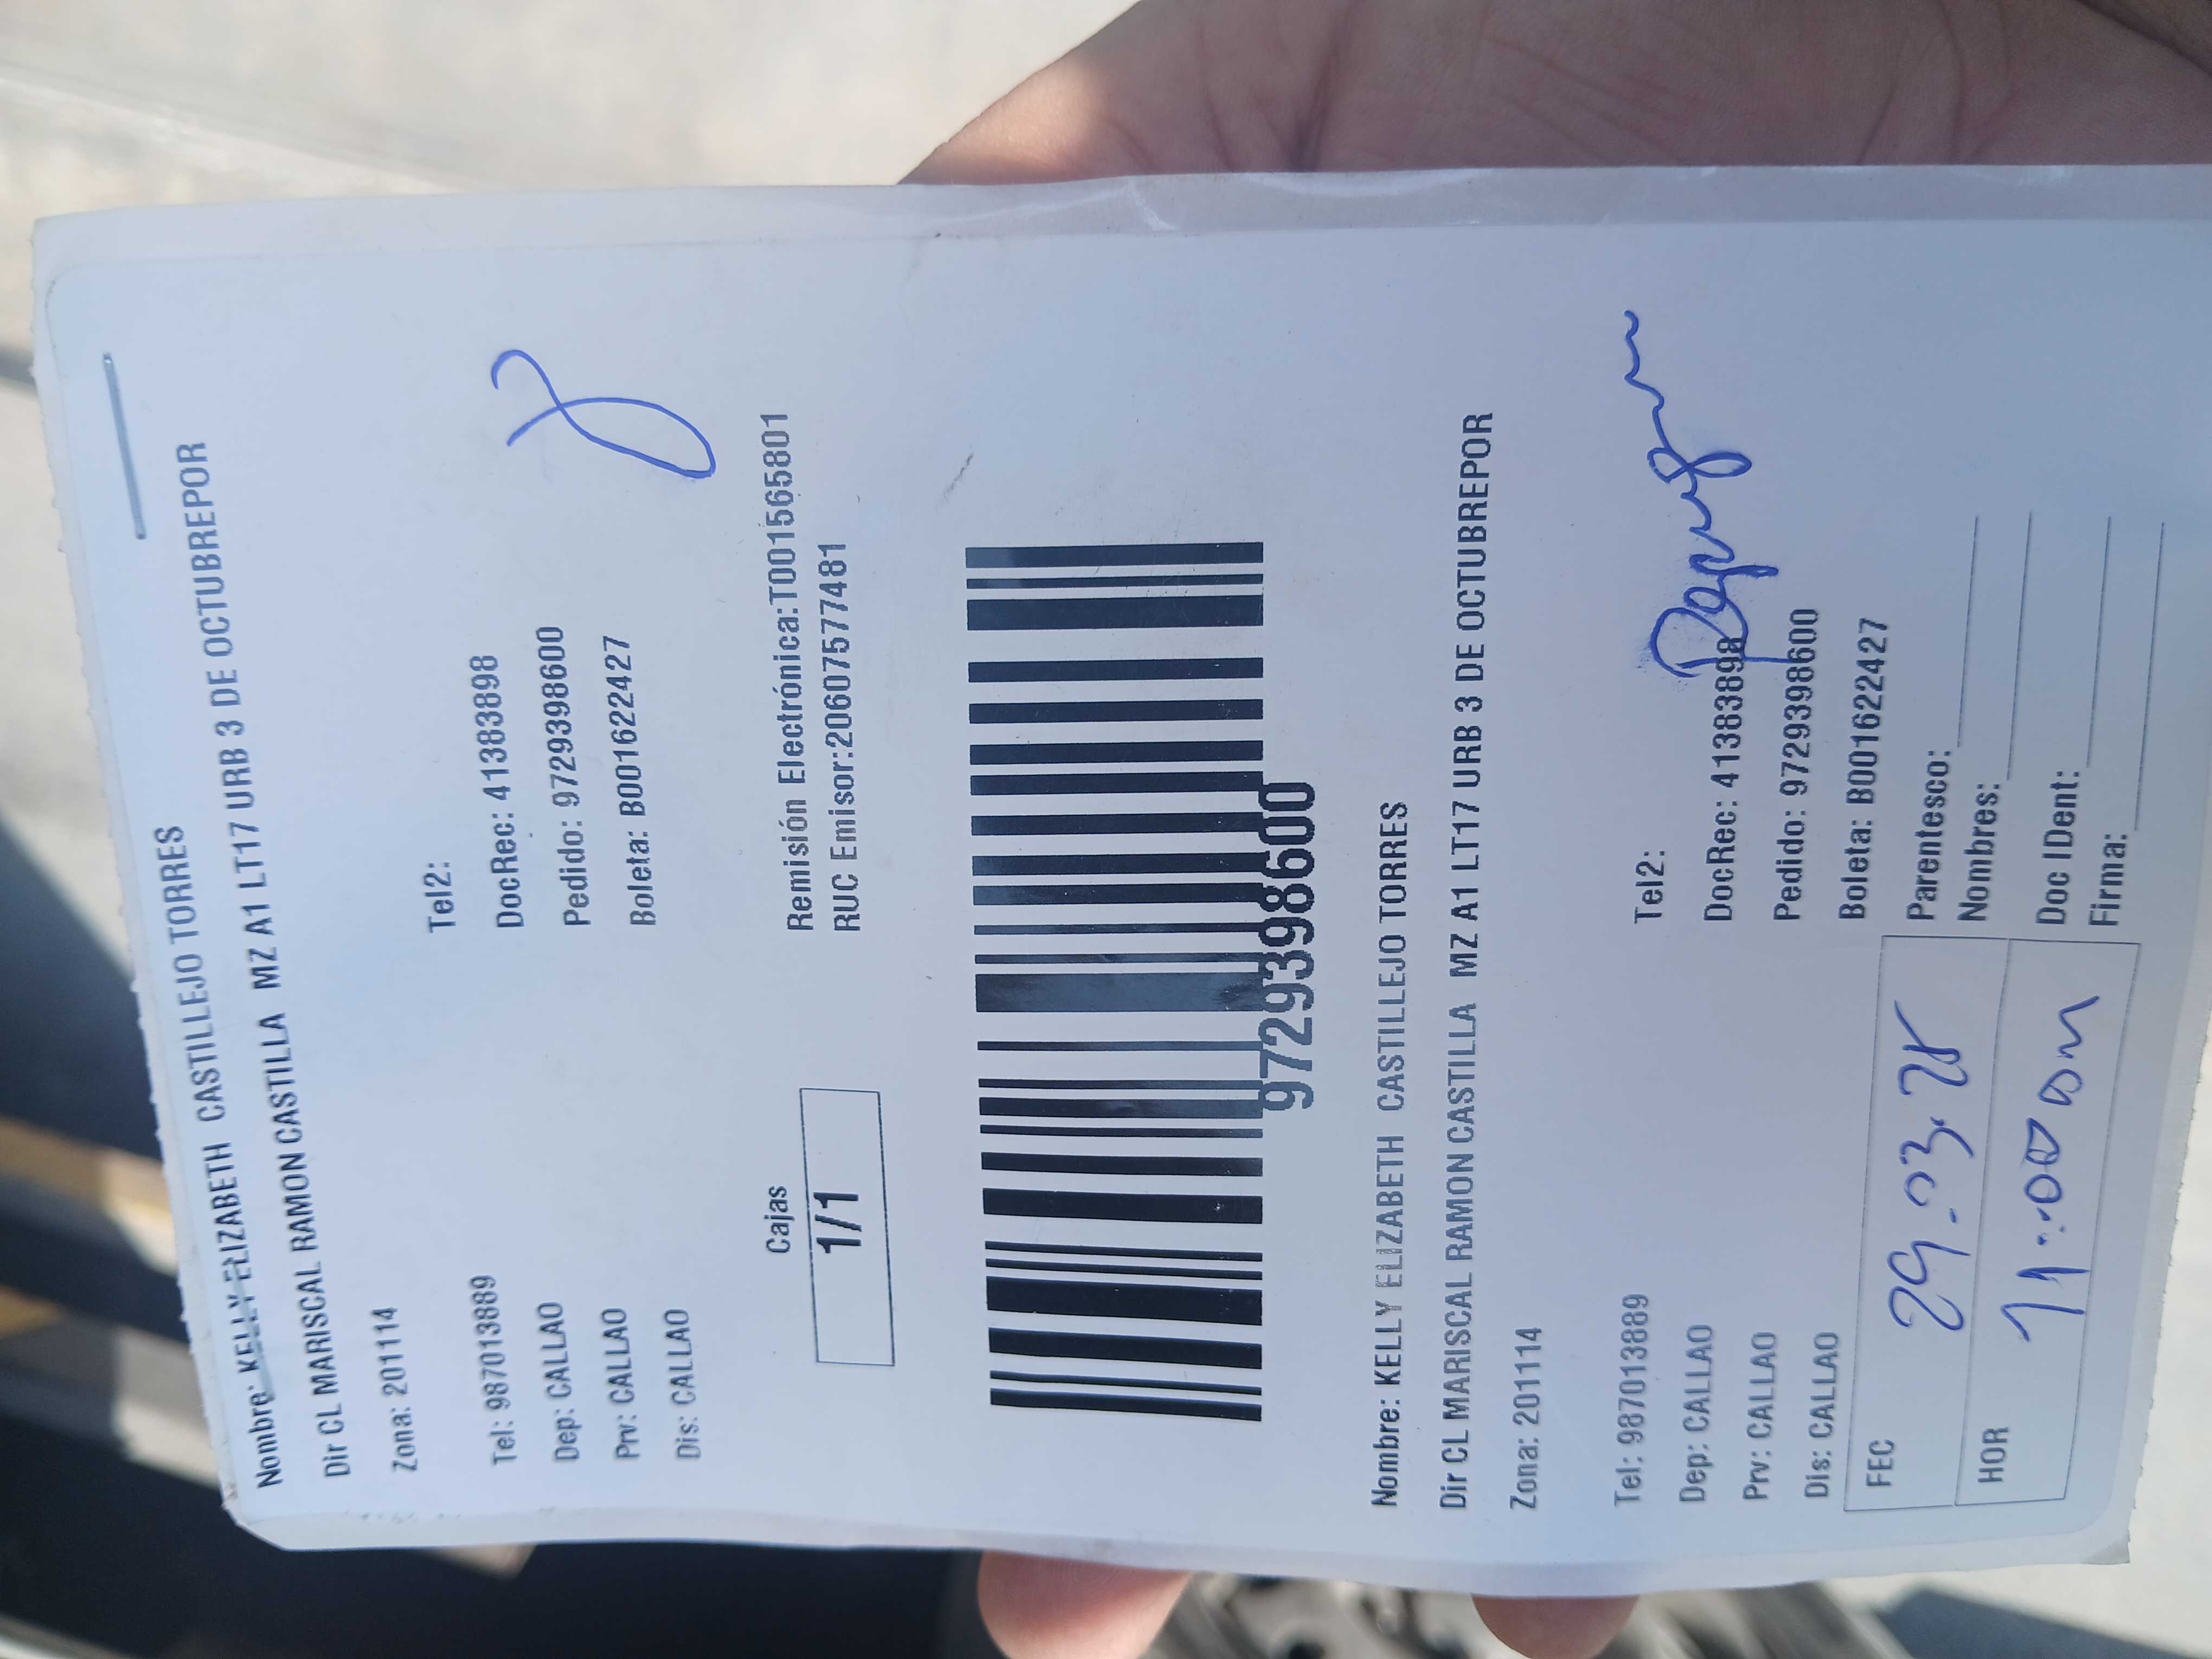 Nombre: KELLY ELIZABETH CASTILLEJO TORRES
Dir CL MARISCAL RAMON CASTILLA MZ A1 LT17 URB 3 DE OCTUBREPOR
Zona: 201114
Tel: 987013889 Tel2:
Dep: CALLAO DocRec: 41383898
Prv: CALLAO Pedido: 9729398600
Dis: CALLAO Boleta: B001622427
Cajas Remisión Electrónica:T001565801
1/1 RUC Emisor:20607577481
9729398600
Nombre: KELLY ELIZABETH CASTILLEJO TORRES
Dir CL MARISCAL RAMON CASTILLA MZ A1 LT17 URB 3 DE OCTUBREPOR
Zona: 201114
Tel: 987013889 Tel2:
Dep: CALLAO DocRec: 41383898
Prv: CALLAO Pedido: 9729398600
Dis: CALLAO Boleta: B001622427
FEC 29.03.25 Parentesco:
Nombres:
HOR 11:00 am Doc IDent:
Firma: